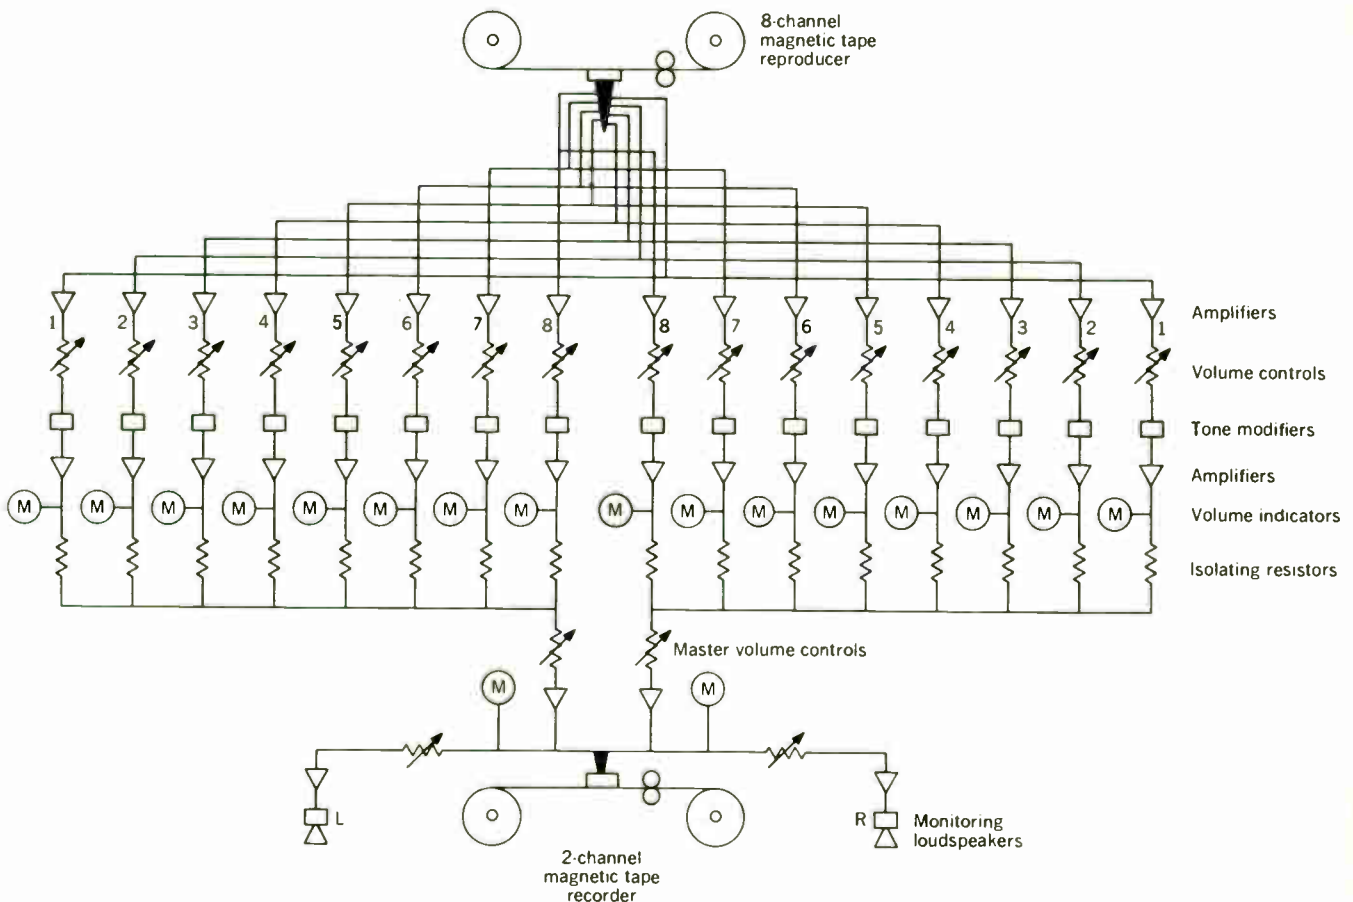 8-channel
magnetic tape
reproducer
1 2 3 4 5 6 7 8 8 7 6 5 4 3 2 1
Amplifiers
Volume controls
Tone modifiers
Amplifiers
M M M M M M M M M M M M M M M M
Volume indicators
Isolating resistors
Master volume controls
M M
L
R
Monitoring
loudspeakers
2-channel
magnetic tape
recorder